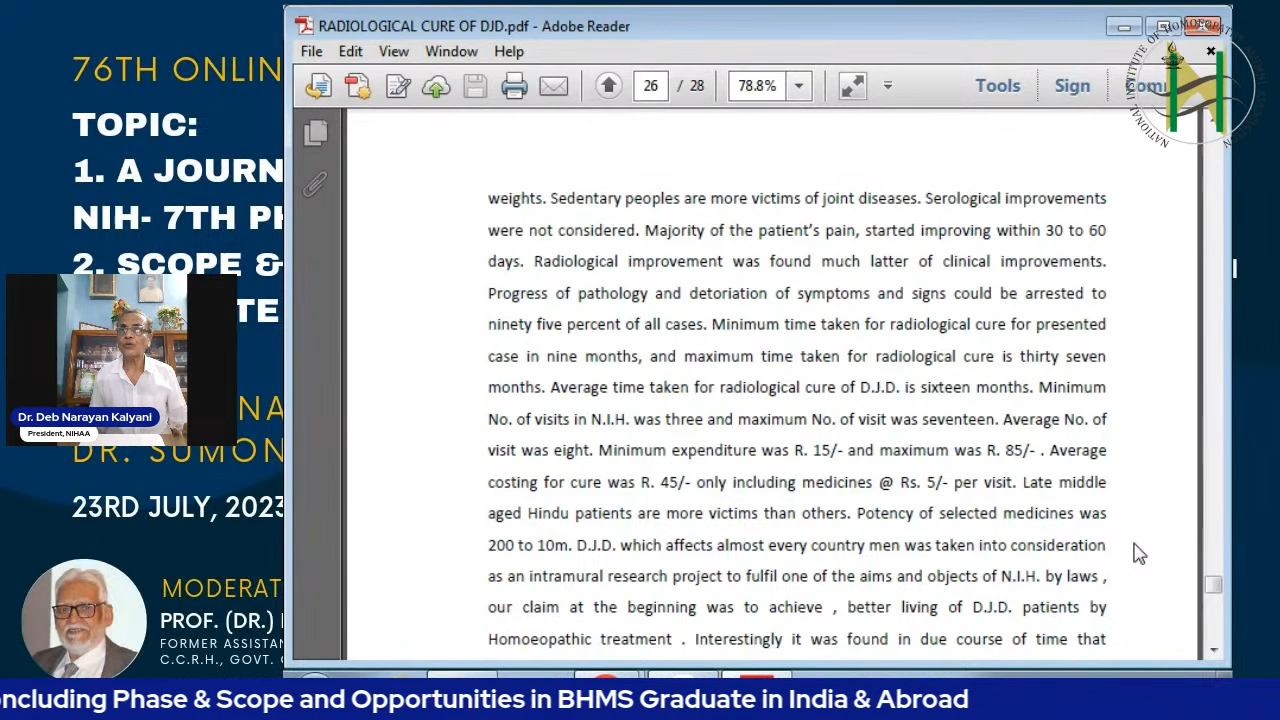 76TH ONLIN
TOPIC:
1. A JOURN
NIH- 7TH
2. SCOPE &
Dr. Deb Narayan Kalyani
President, NIHAA
DR. SUMON
23RD JULY, 2023
MODERAT
PROF. (DR.)
FORMER ASSISTAN
C.C.R.H., GOVT.
RADIOLOGICAL CURE OF DJD.pdf - Adobe Reader
File Edit View Window Help
26 / 28 78.8% Tools Sign Comm
NATIONAL INSTITUTE OF HOMOEOPATHY ALUMNI ASSOCIATION
weights. Sedentary peoples are more victims of joint diseases. Serological improvements
were not considered. Majority of the patient's pain, started improving within 30 to 60
days. Radiological improvement was found much latter of clinical improvements.
Progress of pathology and detoriation of symptoms and signs could be arrested to
ninety five percent of all cases. Minimum time taken for radiological cure for presented
case in nine months, and maximum time taken for radiological cure is thirty seven
months. Average time taken for radiological cure of D.J.D. is sixteen months. Minimum
No. of visits in N.I.H. was three and maximum No. of visit was seventeen. Average No. of
visit was eight. Minimum expenditure was R. 15/- and maximum was R. 85/- . Average
costing for cure was R. 45/- only including medicines @ Rs. 5/- per visit. Late middle
aged Hindu patients are more victims than others. Potency of selected medicines was
200 to 10m. D.J.D. which affects almost every country men was taken into consideration
as an intramural research project to fulfil one of the aims and objects of N.I.H. by laws ,
our claim at the beginning was to achieve , better living of D.J.D. patients by
Homoeopathic treatment . Interestingly it was found in due course of time that
ncluding Phase & Scope and Opportunities in BHMS Graduate in India & Abroad